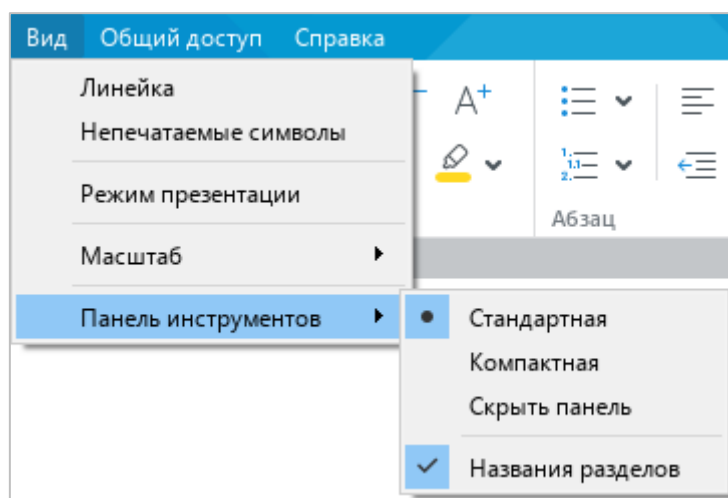 Вид Общий доступ Справка
Линейка
Непечатаемые символы
Режим презентации
Масштаб
Панель инструментов
Абзац
Стандартная
Компактная
Скрыть панель
Названия разделов